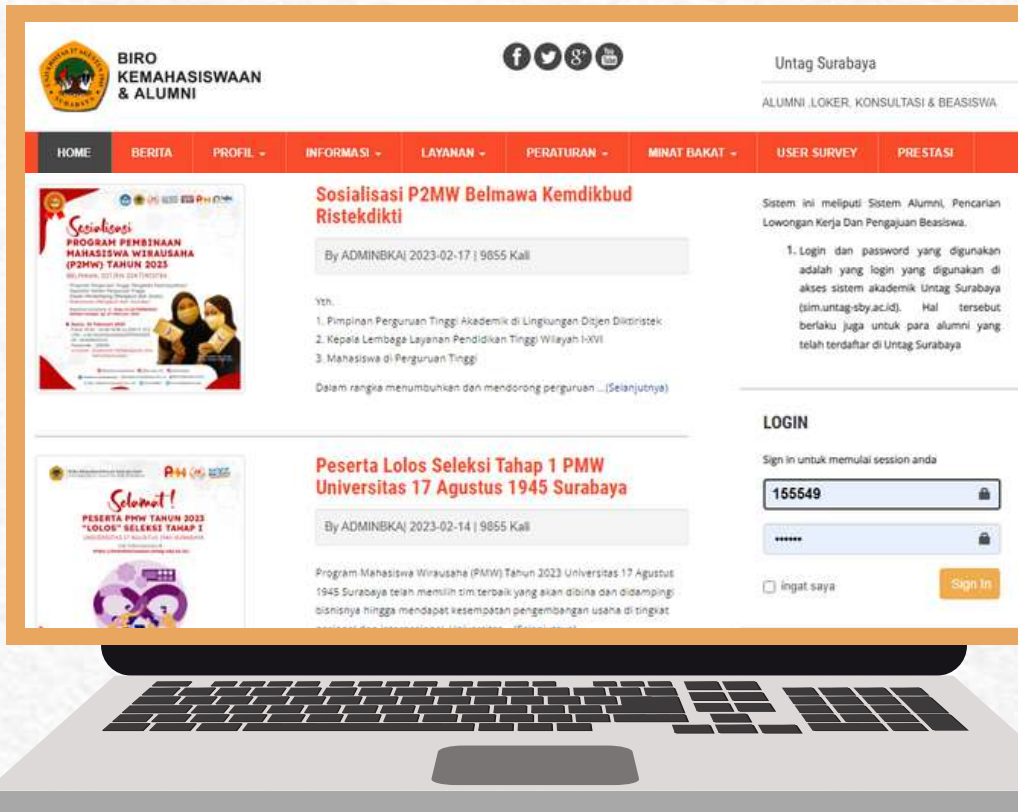 BIRO
KEMAHASISWAAN
& ALUMNI
Untag Surabaya
ALUMNI ,LOKER, KONSULTASI & BEASISWA
HOME BERITA PROFIL INFORMASI LAYANAN PERATURAN MINAT BAKAT USER SURVEY PRESTASI
Sosialisasi
PROGRAM PEMBINAAN
MAHASISWA WIRAUSAHA
(P2MW) TAHUN 2023
Sosialisasi P2MW Belmawa Kemdikbud
Ristekdikti
By ADMINBKA| 2023-02-17 | 9855 Kali
Yth.
1. Pimpinan Perguruan Tinggi Akademik di Lingkungan Ditjen Diktiristek
2. Kepala Lembaga Layanan Pendidikan Tinggi Wilayah I-XVI
3. Mahasiswa di Perguruan Tinggi
Dalam rangka menumbuhkan dan mendorong perguruan ...(Selanjutnya)
Selamat!
PESERTA PMW TAHUN 2023
"LOLOS" SELEKSI TAHAP I
Peserta Lolos Seleksi Tahap 1 PMW
Universitas 17 Agustus 1945 Surabaya
By ADMINBKA| 2023-02-14 | 9855 Kali
Program Mahasiswa Wirausaha (PMW) Tahun 2023 Universitas 17 Agustus
1945 Surabaya telah memilih tim terbaik yang akan dibina dan didampingi
bisnisnya hingga mendapat kesempatan pengembangan usaha di tingkat
Sistem ini meliputi Sistem Alumni, Pencarian
Lowongan Kerja Dan Pengajuan Beasiswa.
1. Login dan password yang digunakan
adalah yang login yang digunakan di
akses sistem akademik Untag Surabaya
(sim.untag-sby.ac.id). Hal tersebut
berlaku juga untuk para alumni yang
telah terdaftar di Untag Surabaya
LOGIN
Sign in untuk memulai session anda
155549
••••••
ingat saya
Sign In